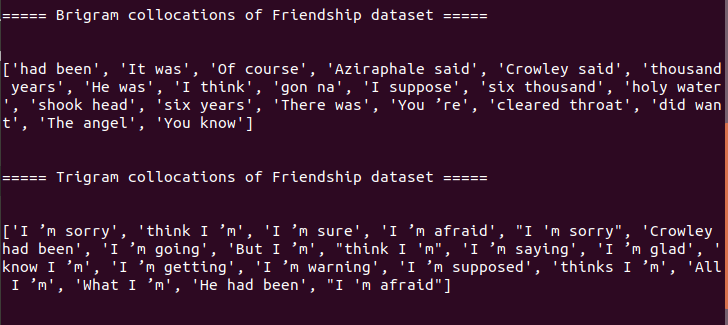 ===== Brigram collocations of Friendship dataset =====
['had been', 'It was', 'Of course', 'Aziraphale said', 'Crowley said', 'thousand
 years', 'He was', 'I think', 'gon na', 'I suppose', 'six thousand', 'holy water
', 'shook head', 'six years', 'There was', 'You ’re', 'cleared throat', 'did wan
t', 'The angel', 'You know']
===== Trigram collocations of Friendship dataset =====
['I ’m sorry', 'think I ’m', 'I ’m sure', 'I ’m afraid', "I 'm sorry", 'Crowley
had been', 'I ’m going', 'But I ’m', "think I 'm", 'I ’m saying', 'I ’m glad', '
know I ’m', 'I ’m getting', 'I ’m warning', 'I ’m supposed', 'thinks I ’m', 'All
 I ’m', 'What I ’m', 'He had been', "I 'm afraid"]